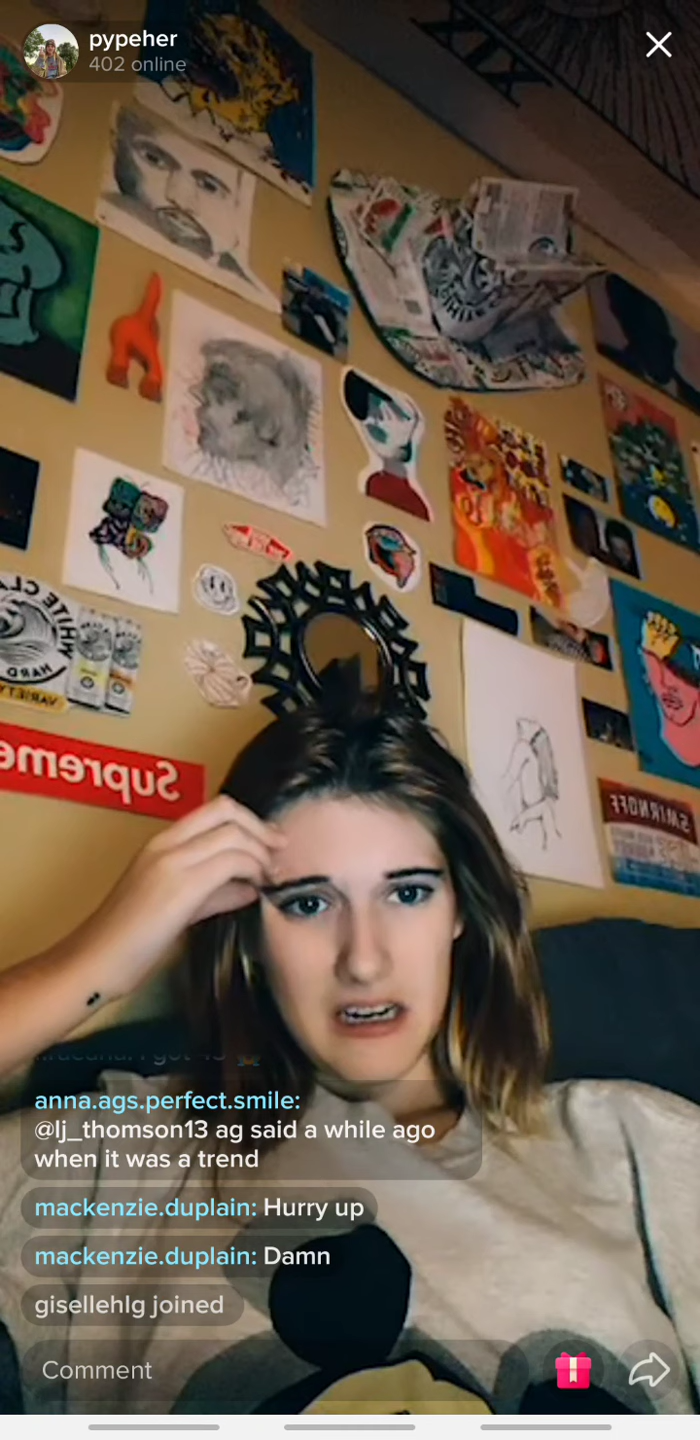 pypeher
402 online
WHITE CLAW
HARD
VARIETY
Supreme
SMIRNOFF
anna.ags.perfect.smile:
@lj_thomson13 ag said a while ago
when it was a trend
mackenzie.duplain: Hurry up
mackenzie.duplain: Damn
gisellehlg joined
Comment